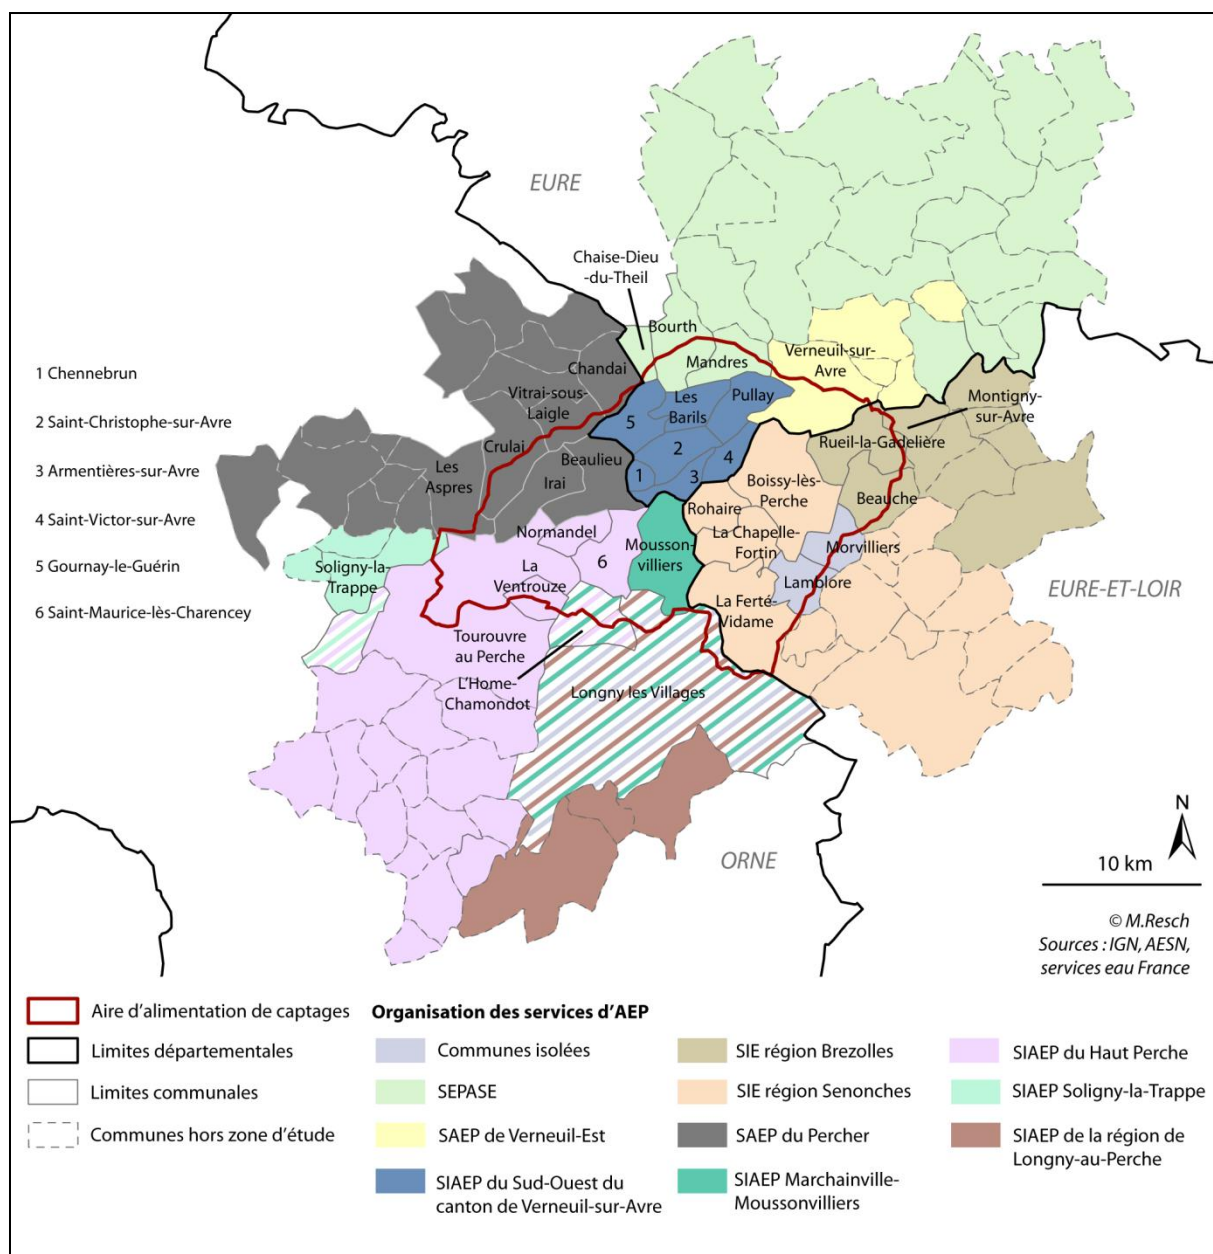 EURE
Chaise-Dieu
-du-Theil
Bourth
Mandres
Verneuil-sur-
Avre
Chandai
Vitrai-sous-
Laigle
Les
Barils
Pullay
Montigny-
sur-Avre
1 Chennebrun
2 Saint-Christophe-sur-Avre
3 Armentières-sur-Avre
4 Saint-Victor-sur-Avre
5 Gournay-le-Guérin
6 Saint-Maurice-lès-Charencey
5
2
4
1
3
Crulai
Beaulieu
Rueil-la-Gadelière
Les
Aspres
Irai
Boissy-lès-
Perche
Beauche
Rohaire
Normandel
La Chapelle-
Fortin
Mousson-
villiers
Morvilliers
6
Soligny-la-
Trappe
La
Ventrouze
Lamblore
EURE-ET-LOIR
La Ferté-
Vidame
Tourouvre
au Perche
L'Home-
Chamondot
Longny les Villages
ORNE
N
10 km
© M.Resch
Sources : IGN, AESN,
services eau France
Aire d'alimentation de captages
Limites départementales
Limites communales
Communes hors zone d'étude
Organisation des services d'AEP
Communes isolées
SEPASE
SAEP de Verneuil-Est
SIAEP du Sud-Ouest du
canton de Verneuil-sur-Avre
SIE région Brezolles
SIE région Senonches
SAEP du Percher
SIAEP Marchainville-
Moussonvilliers
SIAEP du Haut Perche
SIAEP Soligny-la-Trappe
SIAEP de la région de
Longny-au-Perche